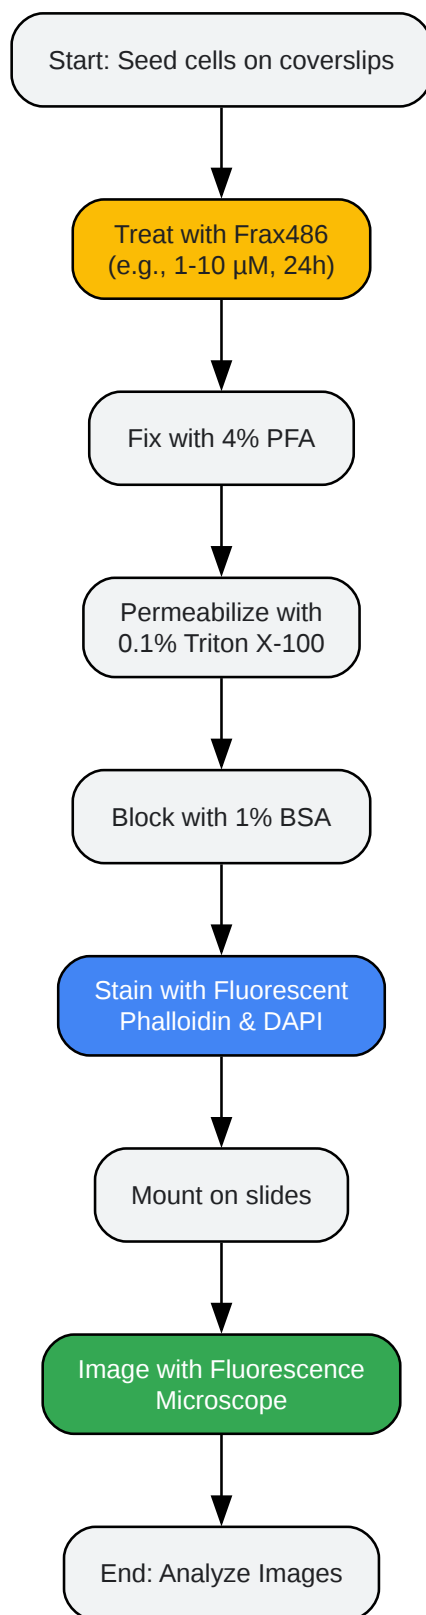 Start: Seed cells on coverslips
Treat with Frax486
(e.g., 1-10 µM, 24h)
Fix with 4% PFA
Permeabilize with
0.1% Triton X-100
Block with 1% BSA
Stain with Fluorescent
Phalloidin & DAPI
Mount on slides
Image with Fluorescence
Microscope
End: Analyze Images